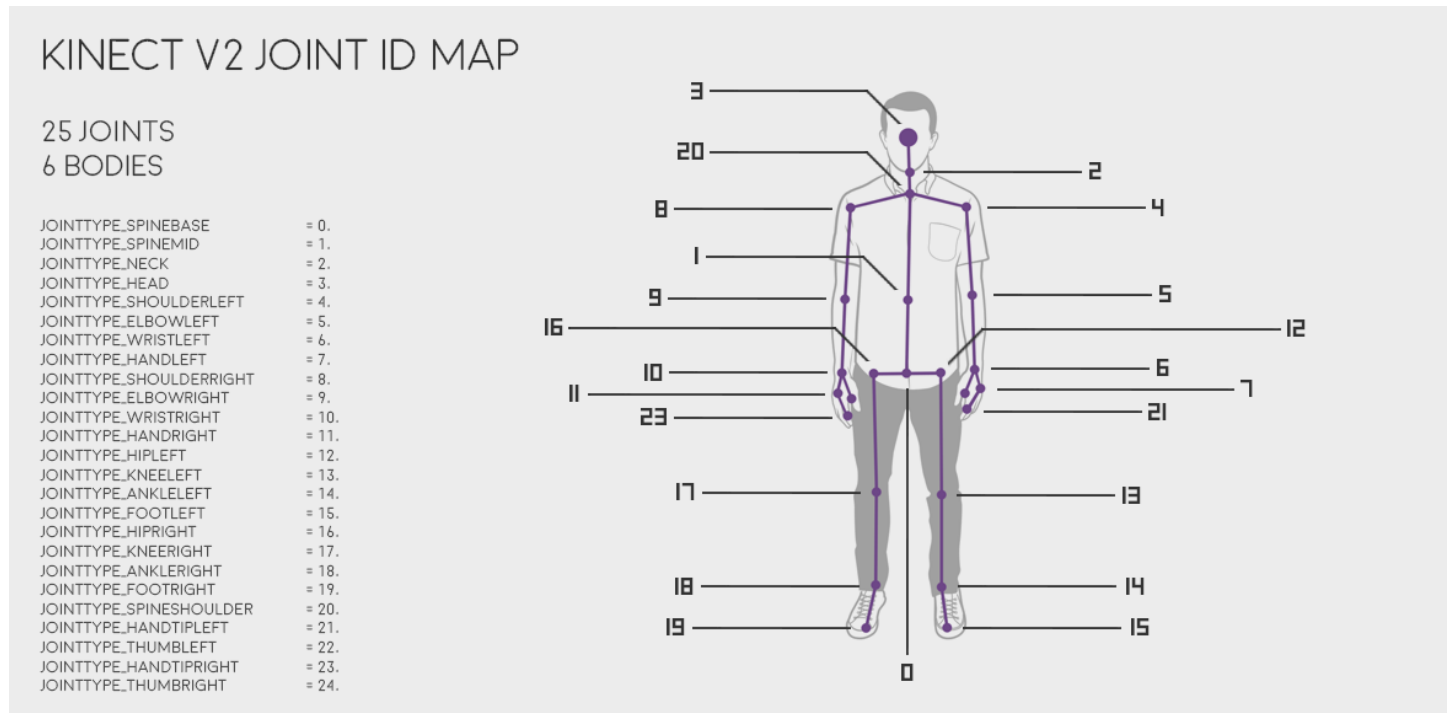 KINECT V2 JOINT ID MAP
25 JOINTS
6 BODIES
JOINTTYPE_SPINEBASE = 0.
JOINTTYPE_SPINEMID = 1.
JOINTTYPE_NECK = 2.
JOINTTYPE_HEAD = 3.
JOINTTYPE_SHOULDERLEFT = 4.
JOINTTYPE_ELBOWLEFT = 5.
JOINTTYPE_WRISTLEFT = 6.
JOINTTYPE_HANDLEFT = 7.
JOINTTYPE_SHOULDERRIGHT = 8.
JOINTTYPE_ELBOWRIGHT = 9.
JOINTTYPE_WRISTRIGHT = 10.
JOINTTYPE_HANDRIGHT = 11.
JOINTTYPE_HIPLEFT = 12.
JOINTTYPE_KNEELEFT = 13.
JOINTTYPE_ANKLELEFT = 14.
JOINTTYPE_FOOTLEFT = 15.
JOINTTYPE_HIPRIGHT = 16.
JOINTTYPE_KNEERIGHT = 17.
JOINTTYPE_ANKLERIGHT = 18.
JOINTTYPE_FOOTRIGHT = 19.
JOINTTYPE_SPINESHOULDER = 20.
JOINTTYPE_HANDTIPLEFT = 21.
JOINTTYPE_THUMBLEFT = 22.
JOINTTYPE_HANDTIPRIGHT = 23.
JOINTTYPE_THUMBRIGHT = 24.
3
20
2
8
4
1
9
5
16
12
10
6
11
7
23
21
17
13
18
14
19
15
0